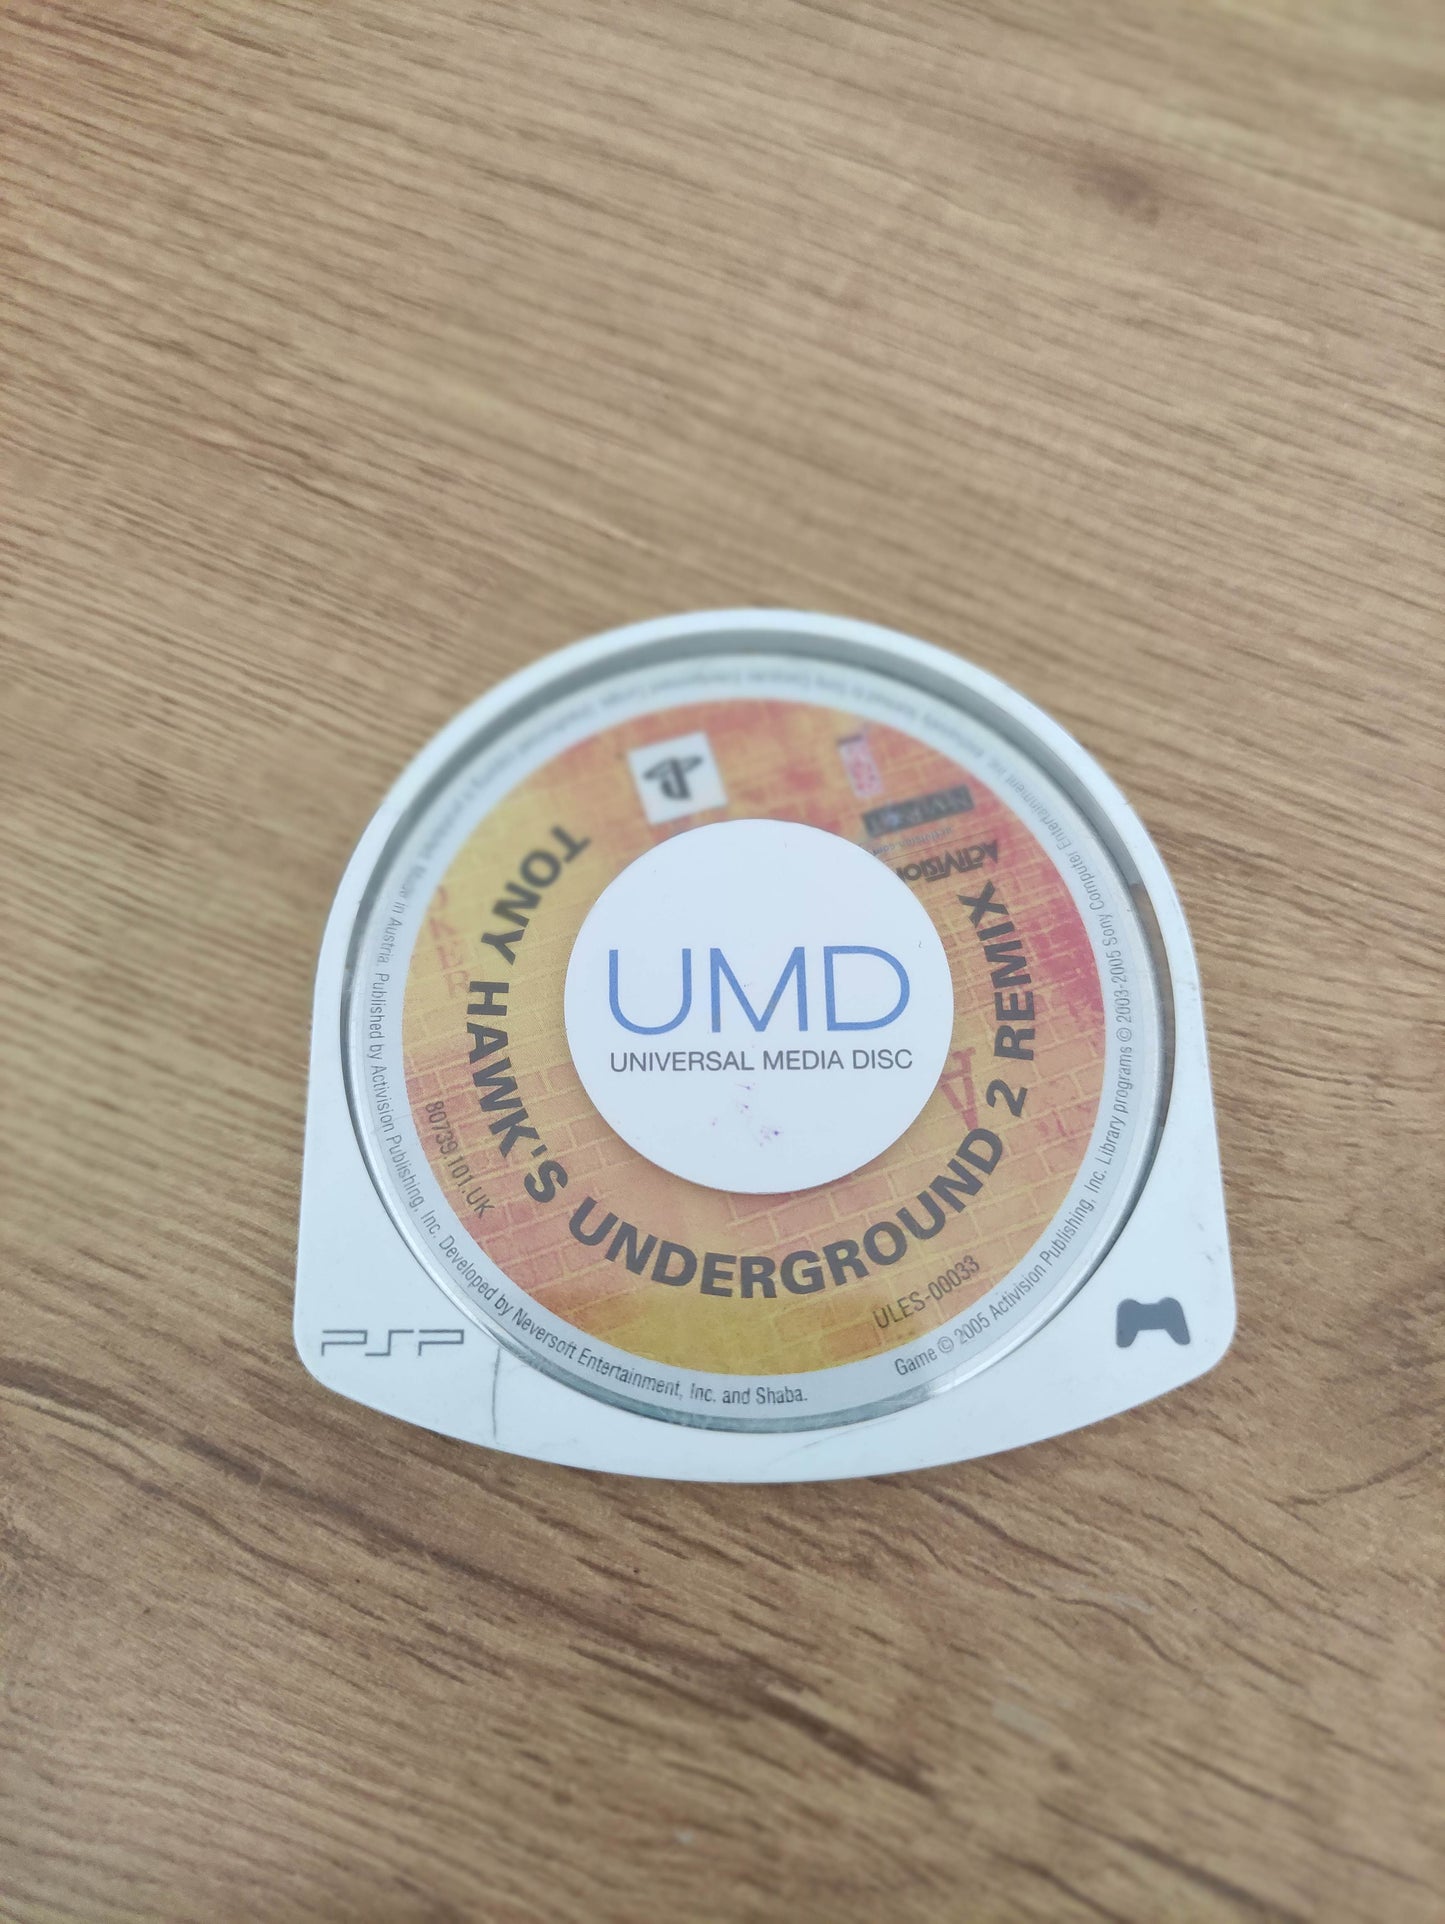 UMD
UNIVERSAL MEDIA DISC
TONY HAWK'S UNDERGROUND 2 REMIX
ACTIVISION
80739.101.UK
ULES-00033
Made in Austria. Published by Activision Publishing, Inc. Developed by Neversoft Entertainment, Inc. and Shaba.
Game © 2005 Activision Publishing, Inc. Library programs © 2003-2005 Sony Computer Entertainment Inc.
PSP